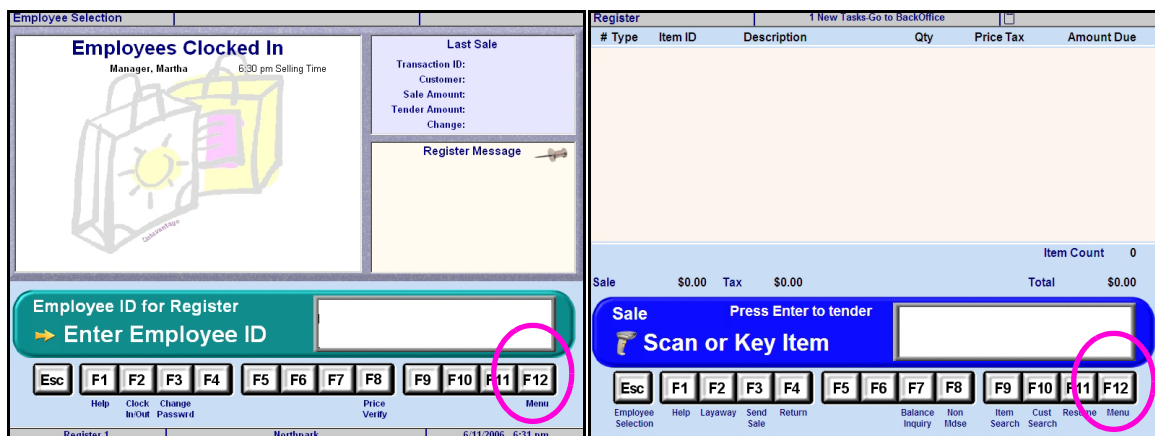 Employee Selection
Employees Clocked In
Manager, Martha 6:30 pm Selling Time
Last Sale
Transaction ID:
Customer:
Sale Amount:
Tender Amount:
Change:
Register Message
Employee ID for Register
Enter Employee ID
Esc F1 F2 F3 F4 F5 F6 F7 F8 F9 F10 F11 F12
Help Clock In/Out Change Passwrd Price Verify Menu
Register 1 Northpark 6/11/2006 6:31 pm
Register 1 New Tasks-Go to BackOffice
# Type Item ID Description Qty Price Tax Amount Due
Item Count 0
Sale $0.00 Tax $0.00 Total $0.00
Sale Press Enter to tender
Scan or Key Item
Esc F1 F2 F3 F4 F5 F6 F7 F8 F9 F10 F11 F12
Employee Selection Help Layaway Send Sale Return Balance Inquiry Non Mdse Item Search Cust Search Resume Menu